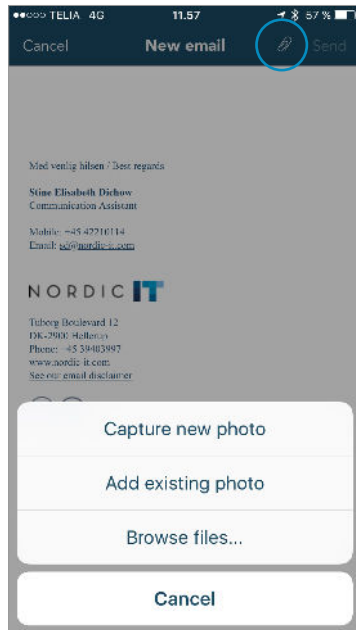 TELIA 4G 11.57 57 %
Cancel New email Send
Med venlig hilsen / Best regards
Stine Elisabeth Dichow
Communication Assistant
Mobile: +45 42210114
Email: sd@nordic-it.com
NORDIC IT
Tuborg Boulevard 12
DK-2900 Hellerup
Phone: +45 39403997
www.nordic-it.com
See our email disclaimer
Capture new photo
Add existing photo
Browse files...
Cancel